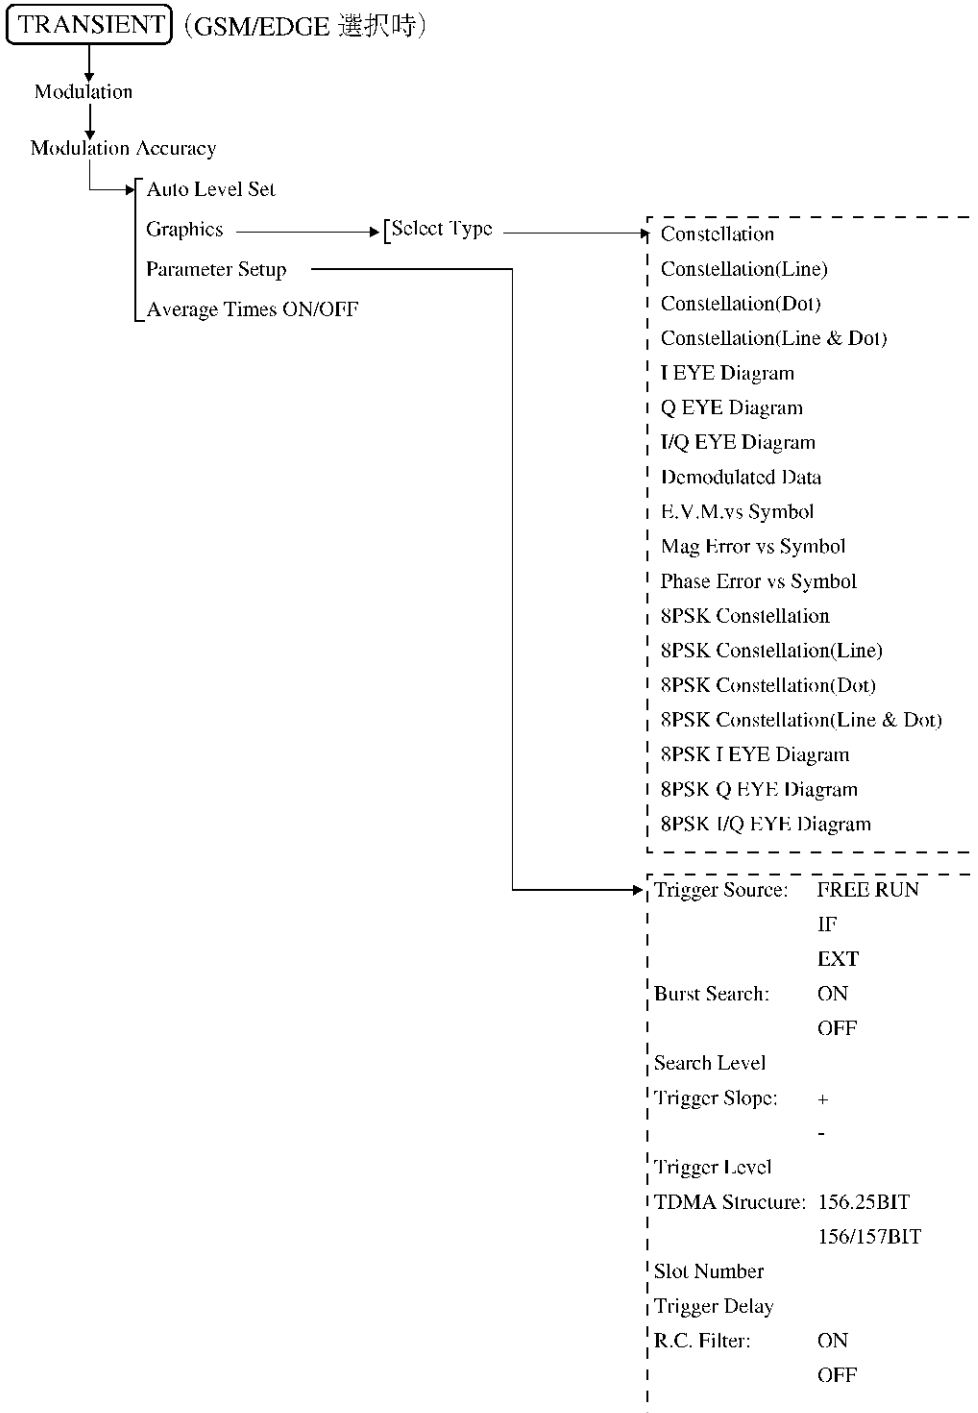 TRANSIENT (GSM/EDGE 選択時)
Modulation
Modulation Accuracy
Auto Level Set
Graphics
Select Type
Parameter Setup
Average Times ON/OFF
Constellation
Constellation(Line)
Constellation(Dot)
Constellation(Line & Dot)
I EYE Diagram
Q EYE Diagram
I/Q EYE Diagram
Demodulated Data
E.V.M.vs Symbol
Mag Error vs Symbol
Phase Error vs Symbol
8PSK Constellation
8PSK Constellation(Line)
8PSK Constellation(Dot)
8PSK Constellation(Line & Dot)
8PSK I EYE Diagram
8PSK Q EYE Diagram
8PSK I/Q EYE Diagram
Trigger Source: FREE RUN
IF
EXT
Burst Search: ON
OFF
Search Level
Trigger Slope: +
-
Trigger Level
TDMA Structure: 156.25BIT
156/157BIT
Slot Number
Trigger Delay
R.C. Filter: ON
OFF